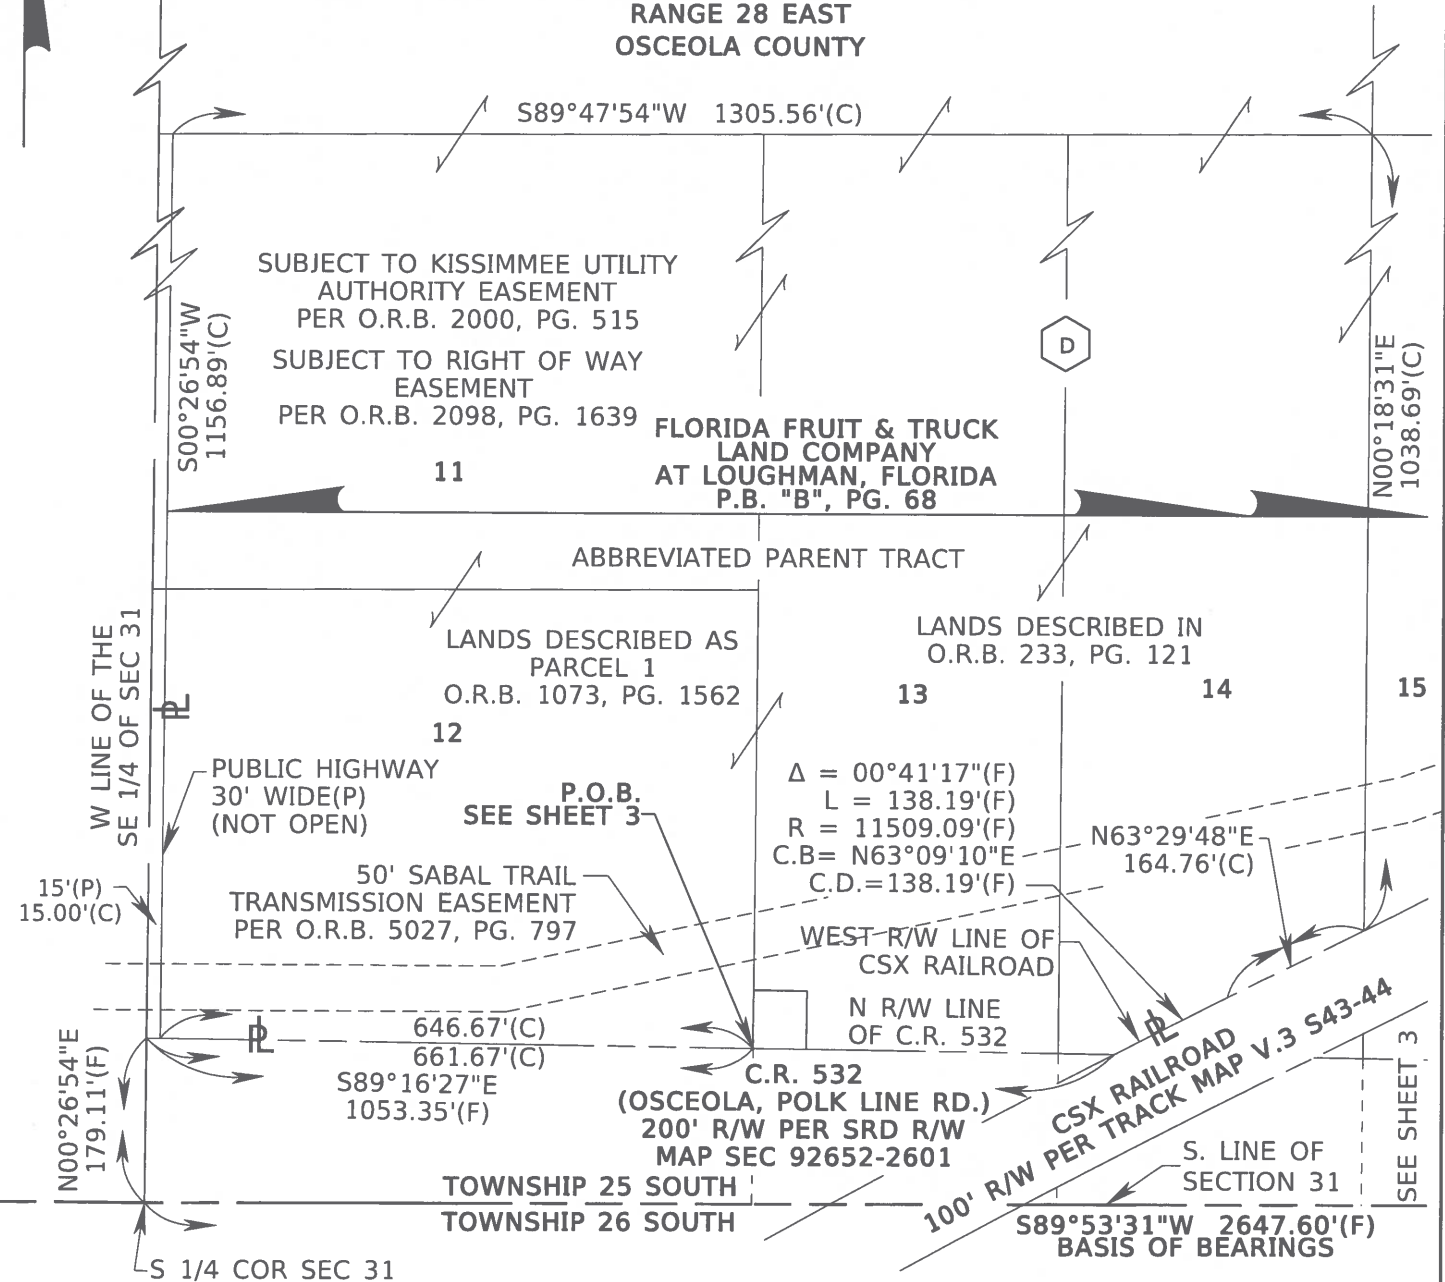 RANGE 28 EAST
OSCEOLA COUNTY
S89°47'54"W 1305.56'(C)
SUBJECT TO KISSIMMEE UTILITY
AUTHORITY EASEMENT
PER O.R.B. 2000, PG. 515
SUBJECT TO RIGHT OF WAY
EASEMENT
PER O.R.B. 2098, PG. 1639
S00°26'54"W
1156.89'(C)
D
N00°18'31"E
1038.69'(C)
FLORIDA FRUIT & TRUCK
LAND COMPANY
AT LOUGHMAN, FLORIDA
P.B. "B", PG. 68
11
ABBREVIATED PARENT TRACT
LANDS DESCRIBED AS
PARCEL 1
O.R.B. 1073, PG. 1562
LANDS DESCRIBED IN
O.R.B. 233, PG. 121
W LINE OF THE
SE 1/4 OF SEC 31
PL
12
13
14
15
PUBLIC HIGHWAY
30' WIDE(P)
(NOT OPEN)
P.O.B.
SEE SHEET 3
Δ = 00°41'17"(F)
L = 138.19'(F)
R = 11509.09'(F)
C.B= N63°09'10"E
C.D.=138.19'(F)
N63°29'48"E
164.76'(C)
15'(P)
15.00'(C)
50' SABAL TRAIL
TRANSMISSION EASEMENT
PER O.R.B. 5027, PG. 797
WEST R/W LINE OF
CSX RAILROAD
N R/W LINE
OF C.R. 532
PL
646.67'(C)
661.67'(C)
S89°16'27"E
1053.35'(F)
N00°26'54"E
179.11'(F)
C.R. 532
(OSCEOLA, POLK LINE RD.)
200' R/W PER SRD R/W
MAP SEC 92652-2601
PL
CSX RAILROAD
100' R/W PER TRACK MAP V.3 S43-44
SEE SHEET 3
S. LINE OF
SECTION 31
TOWNSHIP 25 SOUTH
TOWNSHIP 26 SOUTH
S89°53'31"W 2647.60'(F)
BASIS OF BEARINGS
S 1/4 COR SEC 31